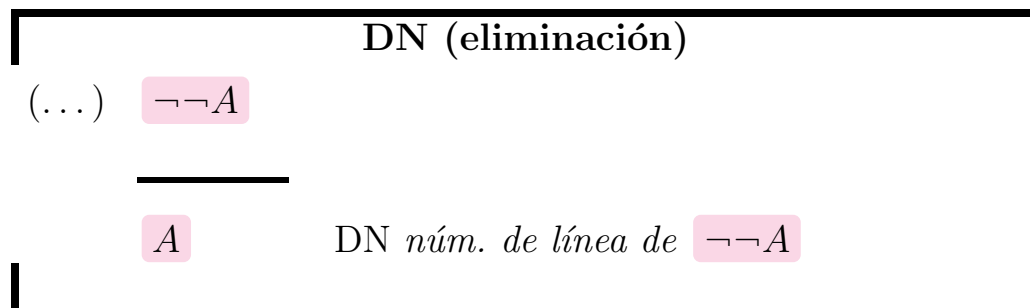 DN (eliminación)
(...) ¬¬A
A DN núm. de línea de ¬¬A